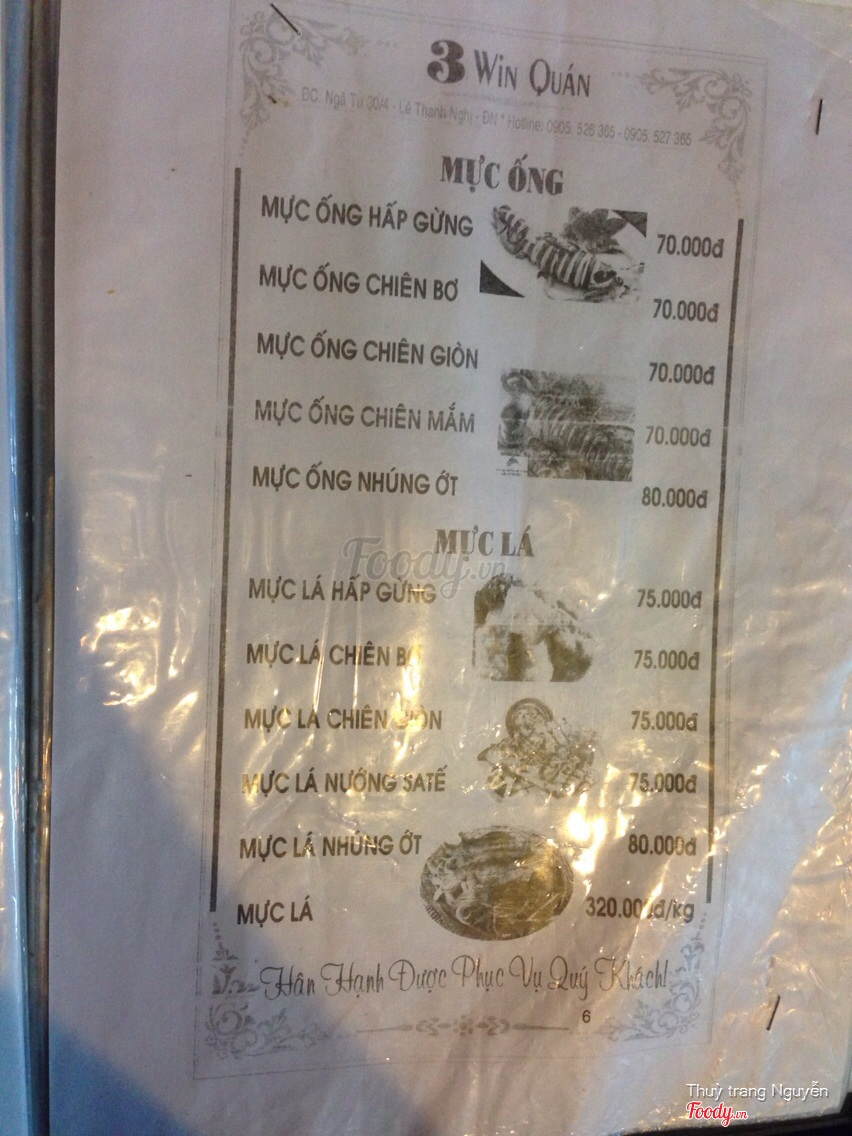 3 WIN QUÁN
ĐC: Ngã Tư 30/4 - Lê Thanh Nghị - ĐN * Hotline: 0905. 526 365 - 0905. 527 365
MỰC ỐNG
MỰC ỐNG HẤP GỪNG 70.000đ
MỰC ỐNG CHIÊN BƠ 70.000đ
MỰC ỐNG CHIÊN GIÒN 70.000đ
MỰC ỐNG CHIÊN MẮM 70.000đ
MỰC ỐNG NHÚNG ỚT 80.000đ
Foody.vn
MỰC LÁ
MỰC LÁ HẤP GỪNG 75.000đ
MỰC LÁ CHIÊN BƠ 75.000đ
MỰC LÁ CHIÊN GIÒN 75.000đ
MỰC LÁ NƯỚNG SATẾ 75.000đ
MỰC LÁ NHÚNG ỚT 80.000đ
MỰC LÁ 320.000đ/kg
Hân Hạnh Được Phục Vụ Quý Khách!
6
Thuỳ trang Nguyễn
Foody.vn